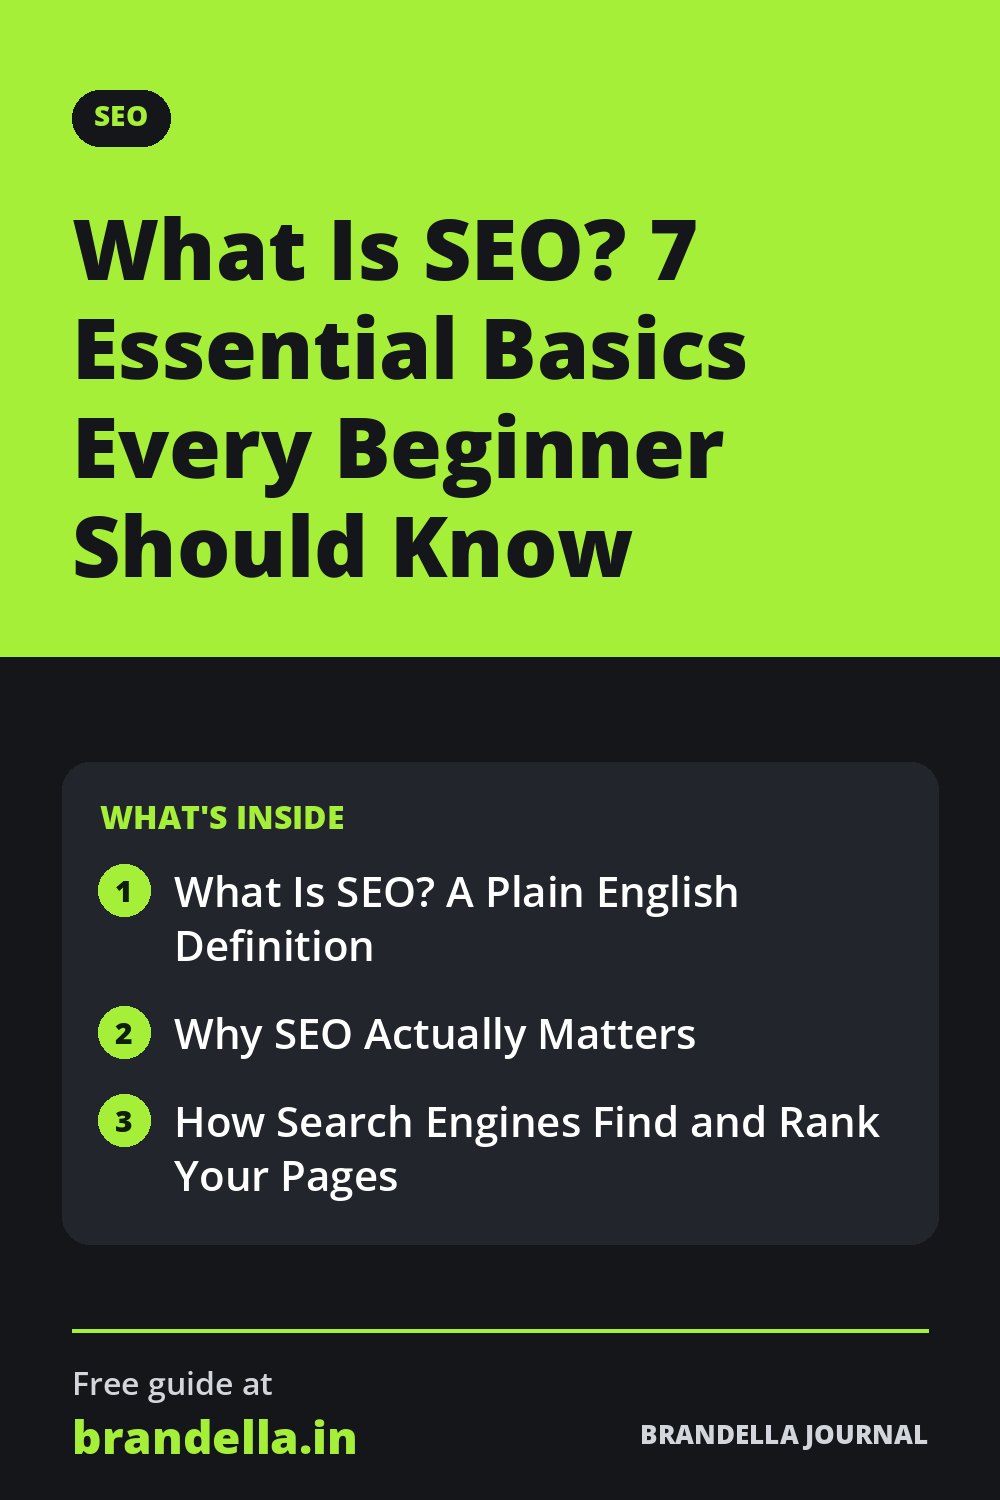 SEO
What Is SEO? 7
Essential Basics
Every Beginner
Should Know
WHAT'S INSIDE
1 What Is SEO? A Plain English
Definition
2 Why SEO Actually Matters
3 How Search Engines Find and Rank
Your Pages
Free guide at
brandella.in
BRANDELLA JOURNAL